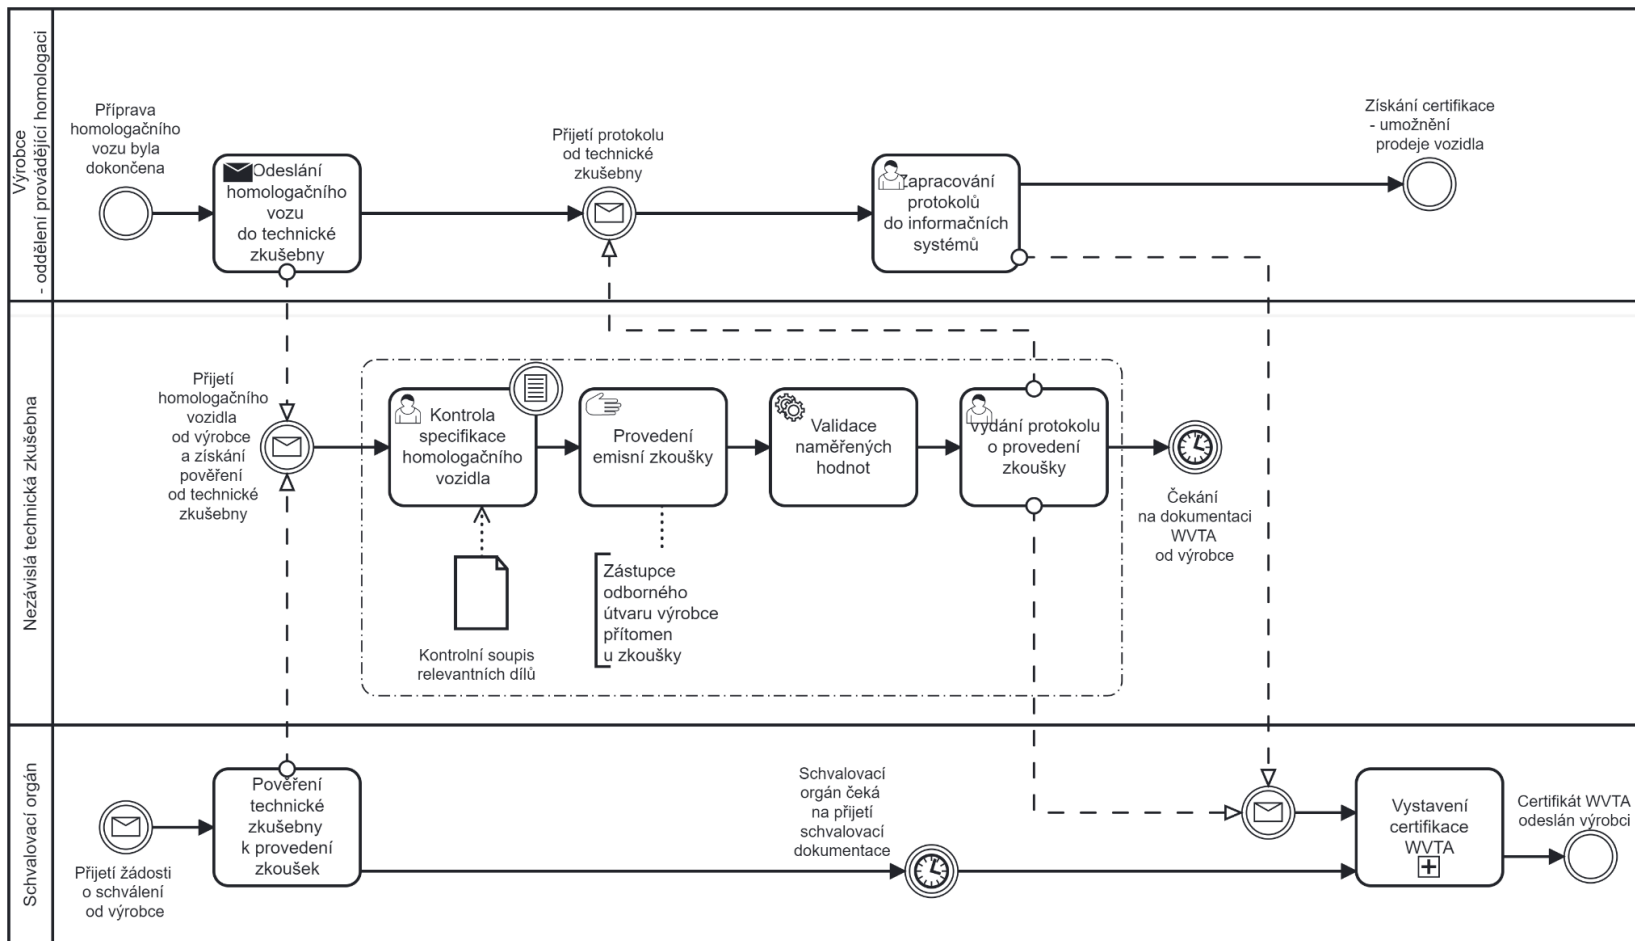 Výrobce
- oddělení provádějící homologaci
Příprava
homologačního
vozu byla
dokončena
Odeslání
homologačního
vozu
do technické
zkušebny
Přijetí protokolu
od technické
zkušebny
Zapracování
protokolů
do informačních
systémů
Získání certifikace
- umožnění
prodeje vozidla
Nezávislá technická zkušebna
Přijetí
homologačního
vozidla
od výrobce
a získání
pověření
od technické
zkušebny
Kontrola
specifikace
homologačního
vozidla
Provedení
emisní zkoušky
Validace
naměřených
hodnot
Vydání protokolu
o provedení
zkoušky
Čekání
na dokumentaci
WVTA
od výrobce
Kontrolní soupis
relevantních dílů
Zástupce
odborného
útvaru výrobce
přítomen
u zkoušky
Schvalovací orgán
Přijetí žádosti
o schválení
od výrobce
Pověření
technické
zkušebny
k provedení
zkoušek
Schvalovací
orgán čeká
na přijetí
schvalovací
dokumentace
Vystavení
certifikace
WVTA
Certifikát WVTA
odeslán výrobci